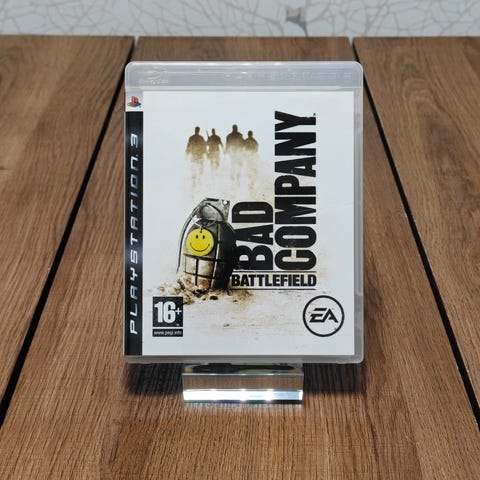 PLAYSTATION 3
BAD
COMPANY
BATTLEFIELD
16+
www.pegi.info
EA